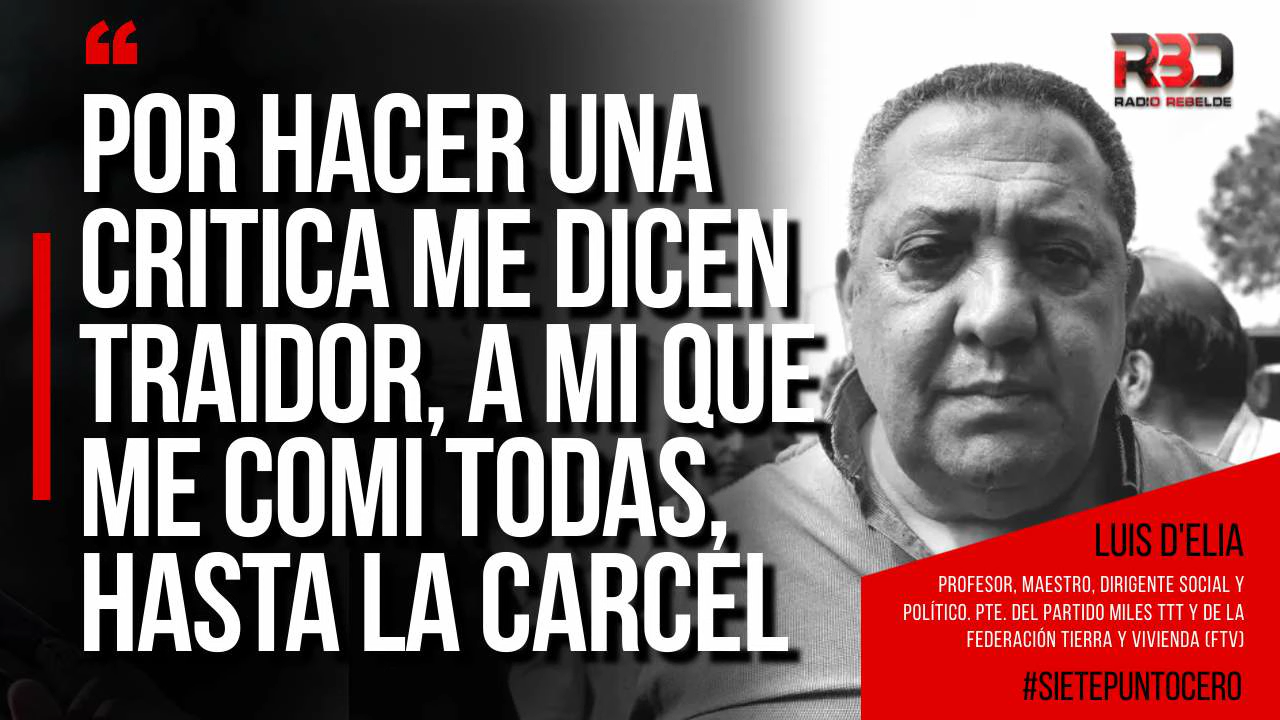 “
POR HACER UNA
CRITICA ME DICEN
TRAIDOR, A MI QUE
ME COMI TODAS,
HASTA LA CARCEL
RBD
RADIO REBELDE
LUIS D'ELIA
PROFESOR, MAESTRO, DIRIGENTE SOCIAL Y
POLÍTICO. PTE. DEL PARTIDO MILES TTT Y DE LA
FEDERACIÓN TIERRA Y VIVIENDA (FTV)
#SIETEPUNTOCERO